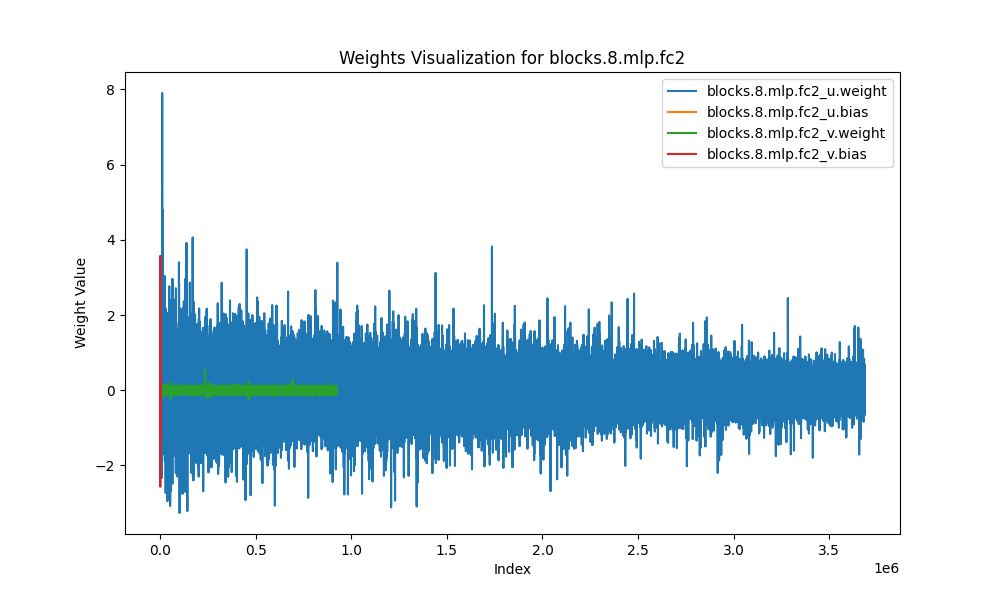 Weights Visualization for blocks.8.mlp.fc2
blocks.8.mlp.fc2_u.weight
blocks.8.mlp.fc2_u.bias
blocks.8.mlp.fc2_v.weight
blocks.8.mlp.fc2_v.bias
8
6
4
2
0
−2
Weight Value
0.0 0.5 1.0 1.5 2.0 2.5 3.0 3.5
1e6
Index